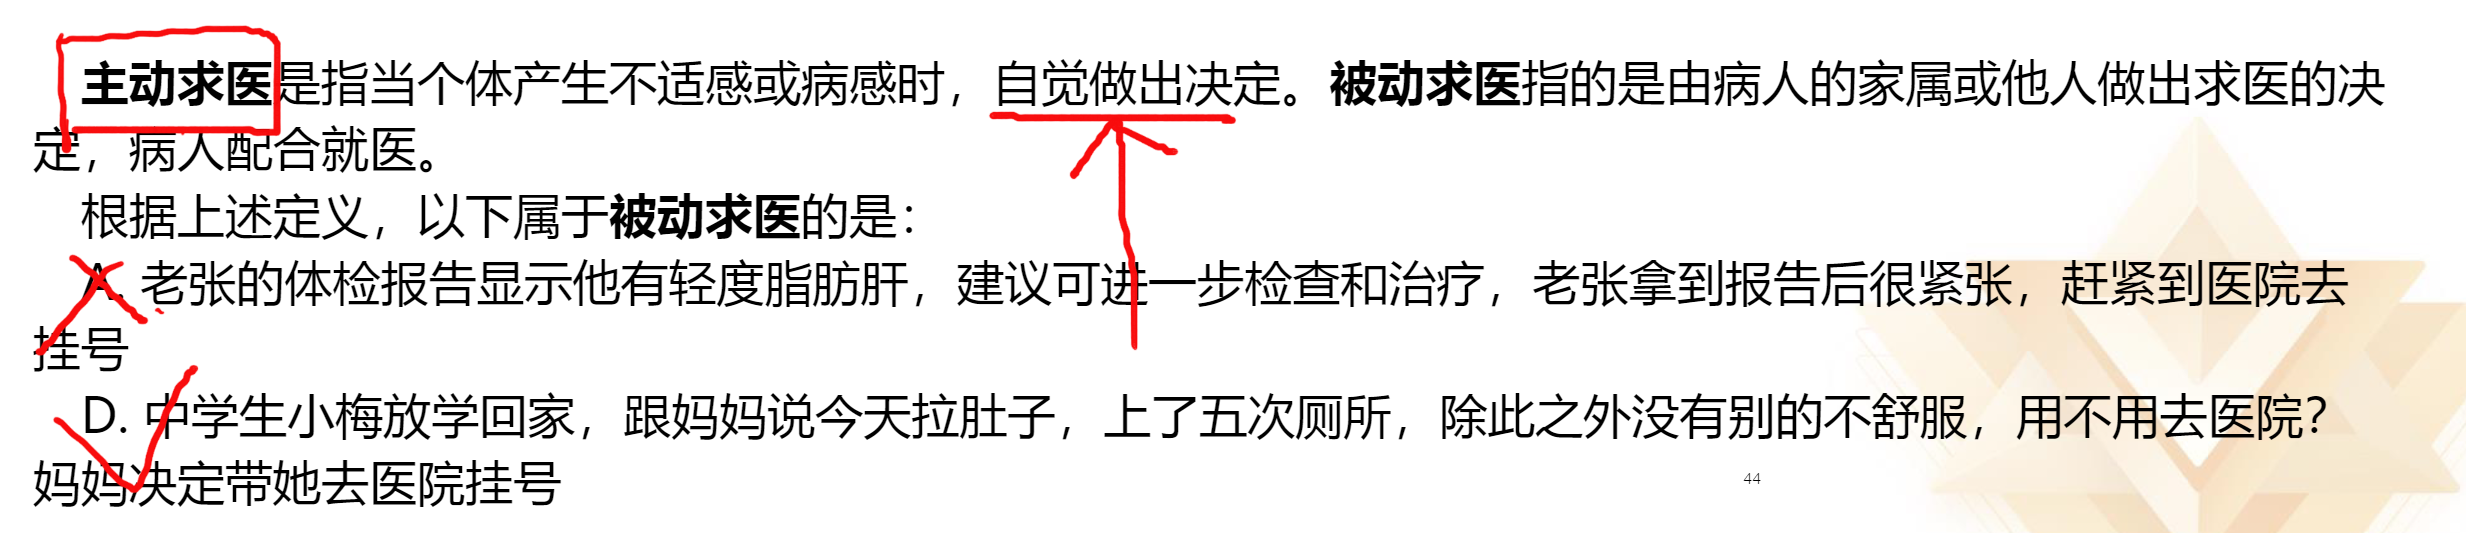 主动求医是指当个体产生不适感或病感时，自觉做出决定。被动求医指的是由病人的家属或他人做出求医的决
定，病人配合就医。
根据上述定义，以下属于被动求医的是：
A. 老张的体检报告显示他有轻度脂肪肝，建议可进一步检查和治疗，老张拿到报告后很紧张，赶紧到医院去
挂号
D. 中学生小梅放学回家，跟妈妈说今天拉肚子，上了五次厕所，除此之外没有别的不舒服，用不用去医院？
妈妈决定带她去医院挂号
44